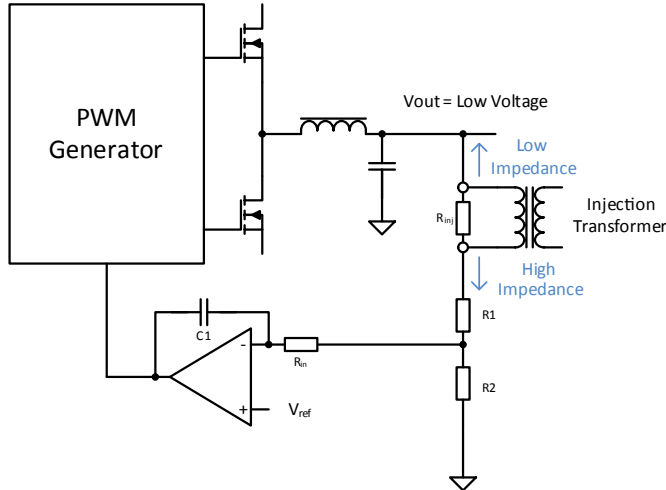 PWM
Generator
Vout = Low Voltage
Low
Impedance
Rinj
Injection
Transformer
High
Impedance
R1
C1
-
Rin
R2
+
Vref